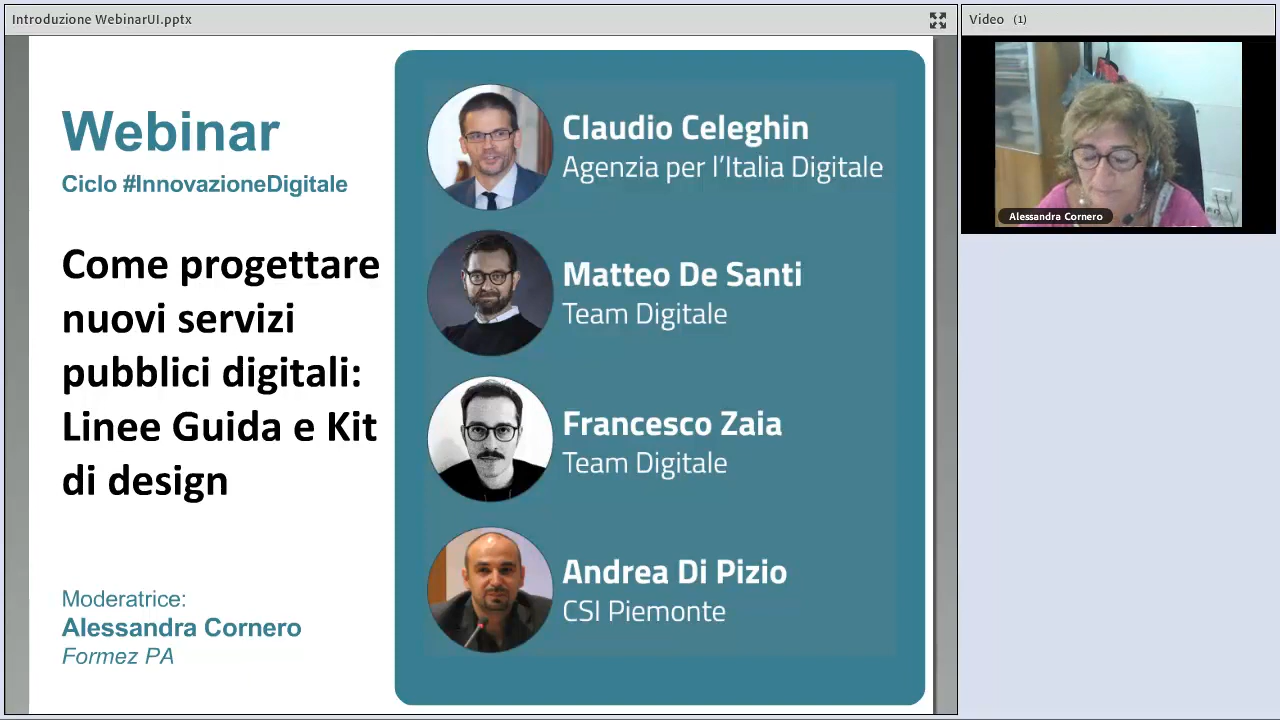 Introduzione WebinarUI.pptx
Webinar
Ciclo #InnovazioneDigitale
Come progettare
nuovi servizi
pubblici digitali:
Linee Guida e Kit
di design
Moderatrice:
Alessandra Cornero
Formez PA
Claudio Celeghin
Agenzia per l'Italia Digitale
Matteo De Santi
Team Digitale
Francesco Zaia
Team Digitale
Andrea Di Pizio
CSI Piemonte
Video (1)
Alessandra Cornero